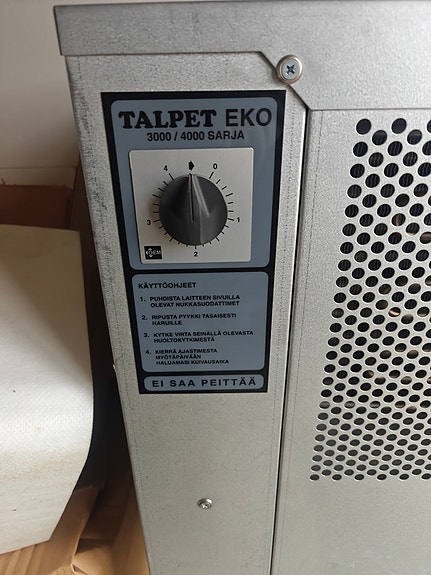 TALPET EKO
3000 / 4000 SARJA
4 0
3 1
2
KÄYTTÖOHJEET
1. PUHDISTA LAITTEEN SIVUILLA
OLEVAT NUKKASUODATTIMET
2. RIPUSTA PYYKKI TASAISESTI
NARUILLE
3. KYTKE VIRTA SEINÄLLÄ OLEVASTA
HUOLTOKYTKIMESTÄ
4. KIERRÄ AJASTIMESTA
MYÖTÄPÄIVÄÄN
HALUAMASI KUIVAUSAIKA
EI SAA PEITTÄÄ